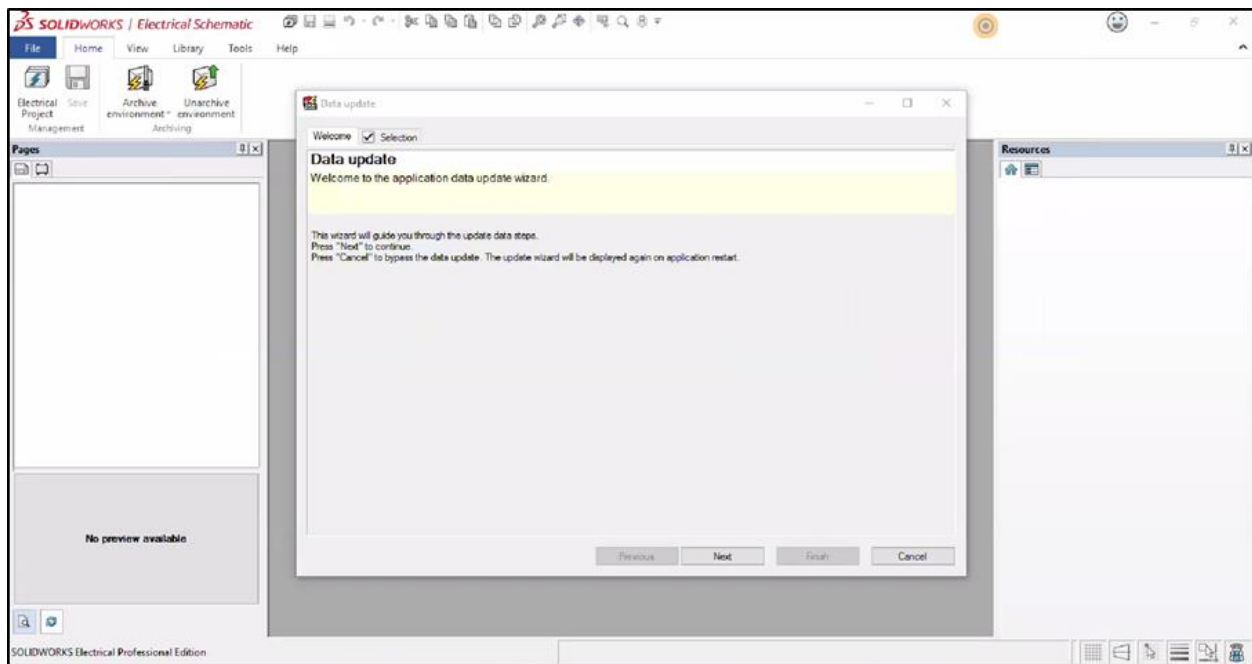 SOLIDWORKS | Electrical Schematic
File Home View Library Tools Help
Electrical Project
Save
Archive environment
Unarchive environment
Management
Archiving
Pages
No preview available
SOLIDWORKS Electrical Professional Edition
Data update
Welcome Selection
Data update
Welcome to the application data update wizard.
This wizard will guide you through the update data steps.
Press "Next" to continue.
Press "Cancel" to bypass the data update. The update wizard will be displayed again on application restart.
Previous Next Finish Cancel
Resources